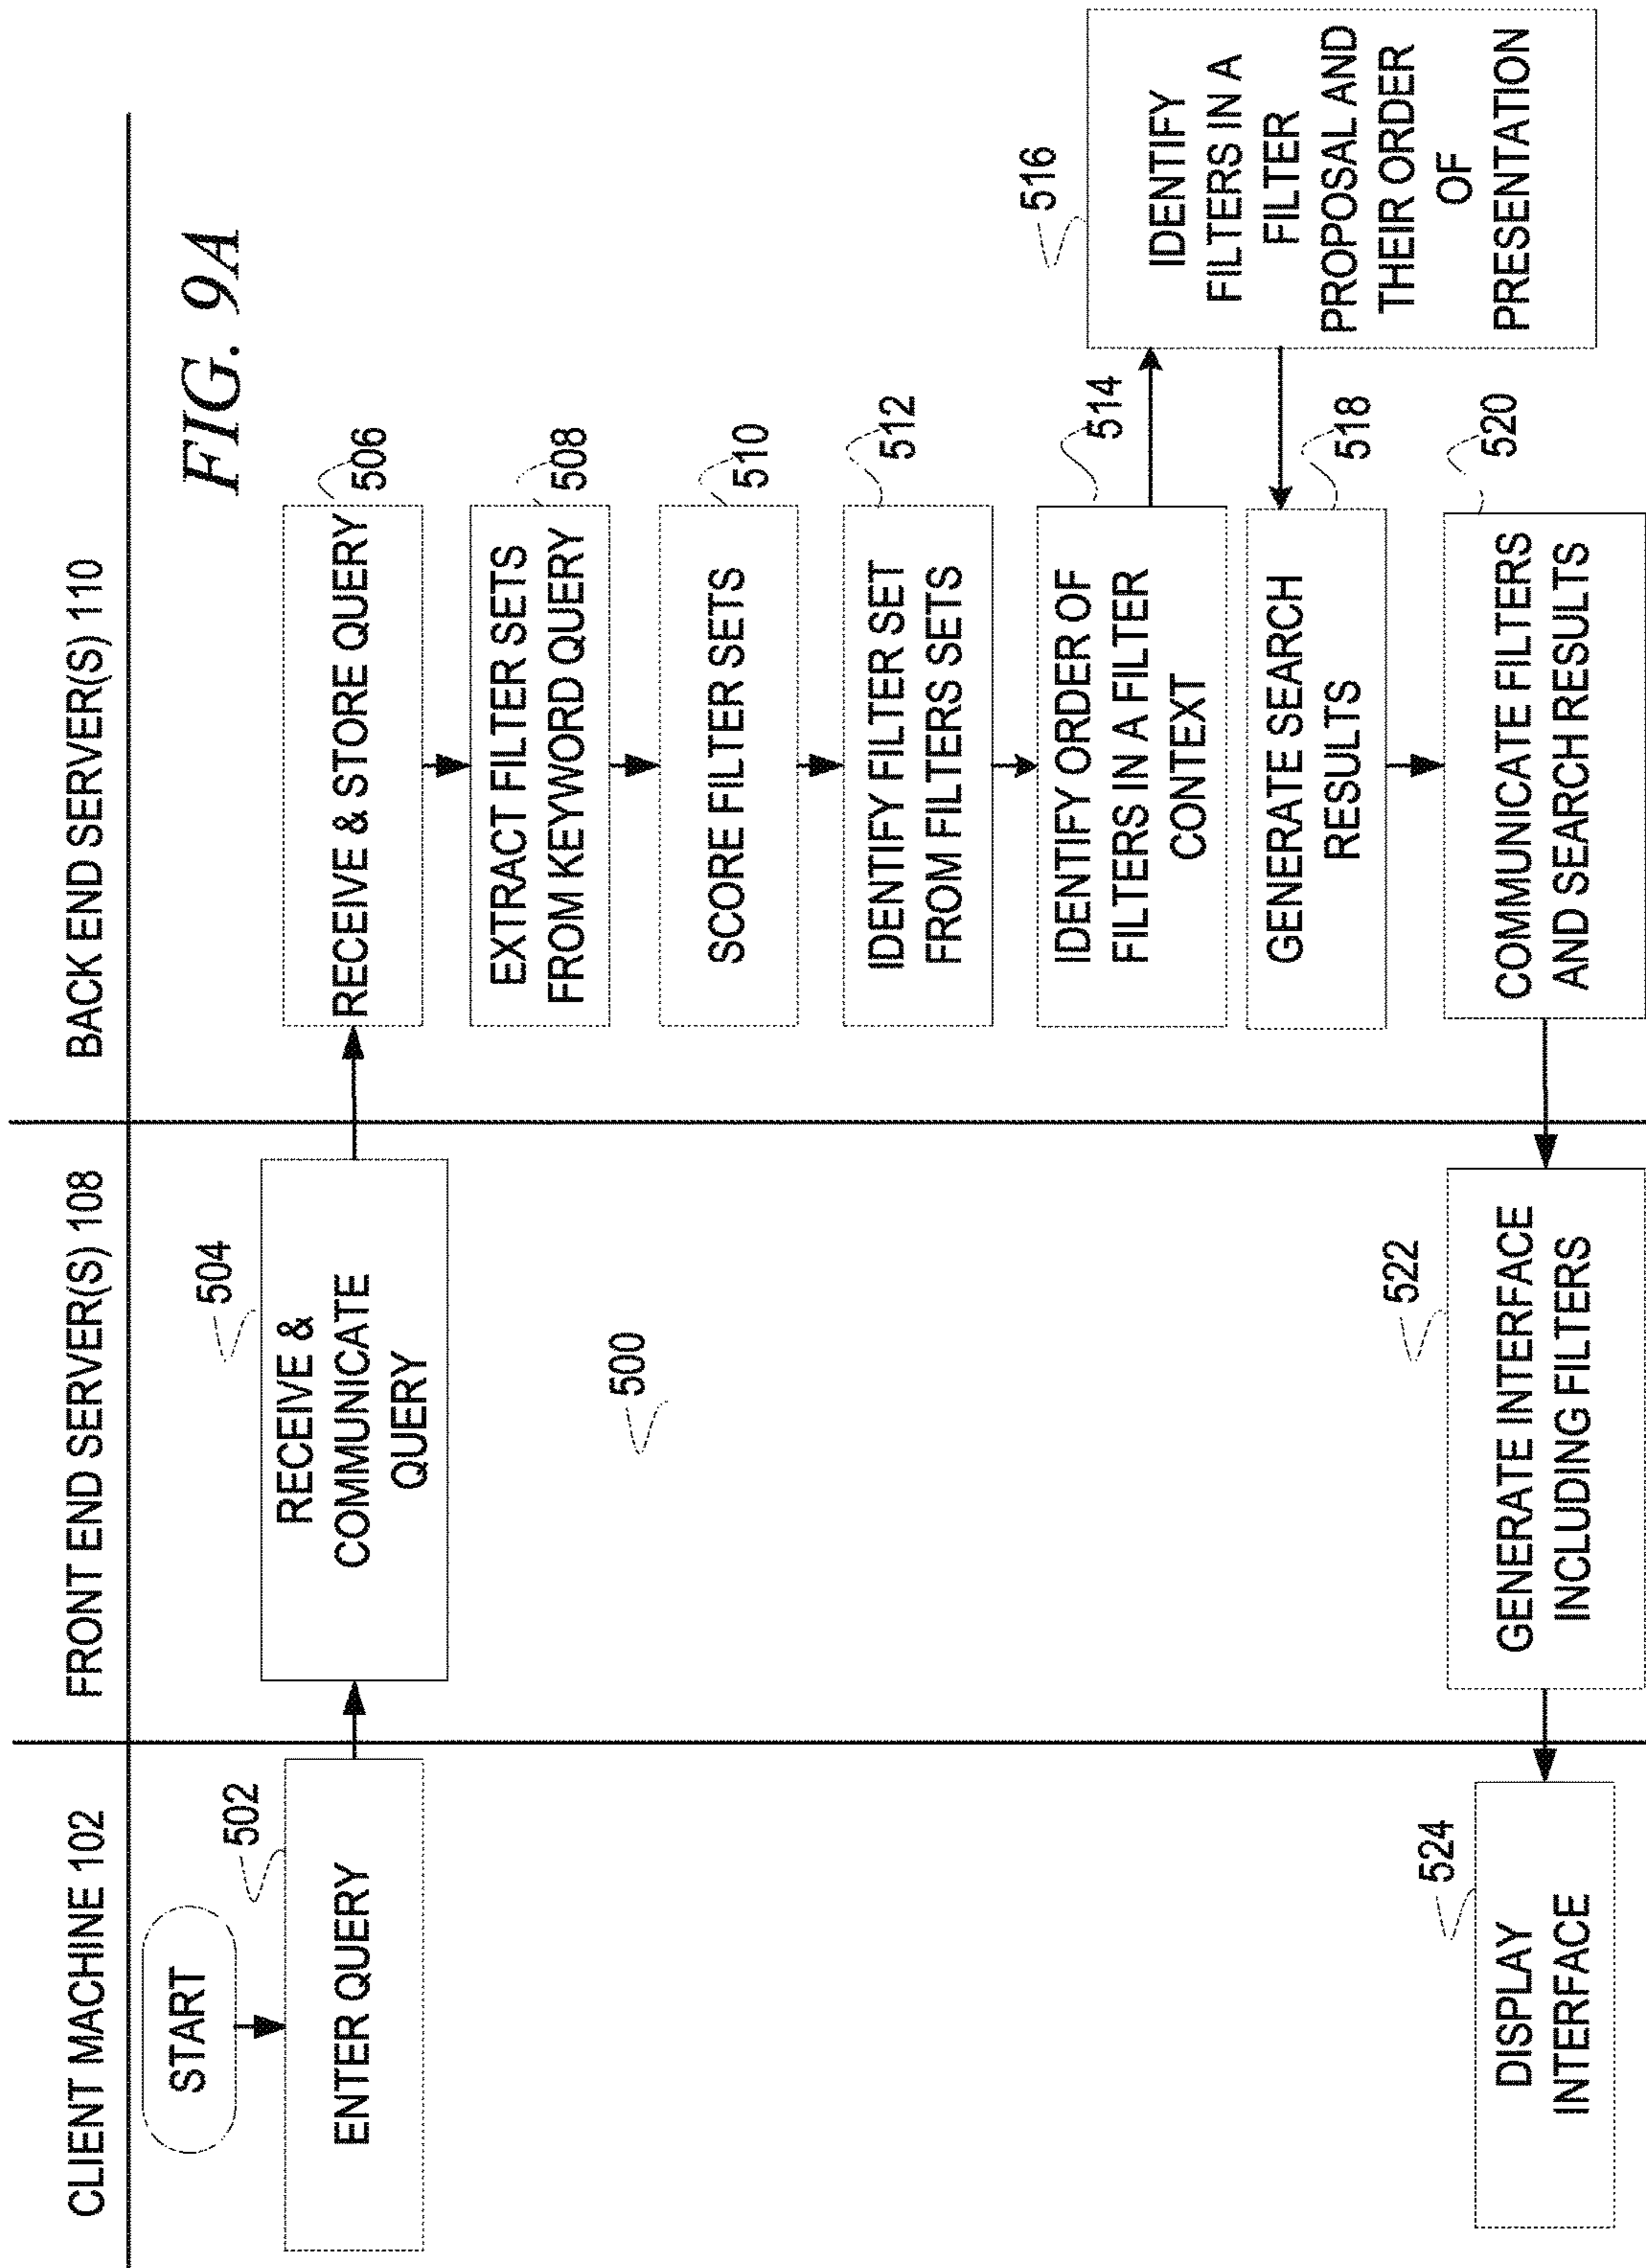 CLIENT MACHINE 102
FRONT END SERVER(S) 108
BACK END SERVER(S) 110
FIG. 9A
START
502
ENTER QUERY
504
RECEIVE &
COMMUNICATE
QUERY
506
RECEIVE & STORE QUERY
508
EXTRACT FILTER SETS
FROM KEYWORD QUERY
500
510
SCORE FILTER SETS
512
IDENTIFY FILTER SET
FROM FILTERS SETS
514
IDENTIFY ORDER OF
FILTERS IN A FILTER
CONTEXT
516
IDENTIFY
FILTERS IN A
FILTER
PROPOSAL AND
THEIR ORDER
OF
PRESENTATION
518
GENERATE SEARCH
RESULTS
520
COMMUNICATE FILTERS
AND SEARCH RESULTS
522
GENERATE INTERFACE
INCLUDING FILTERS
524
DISPLAY
INTERFACE